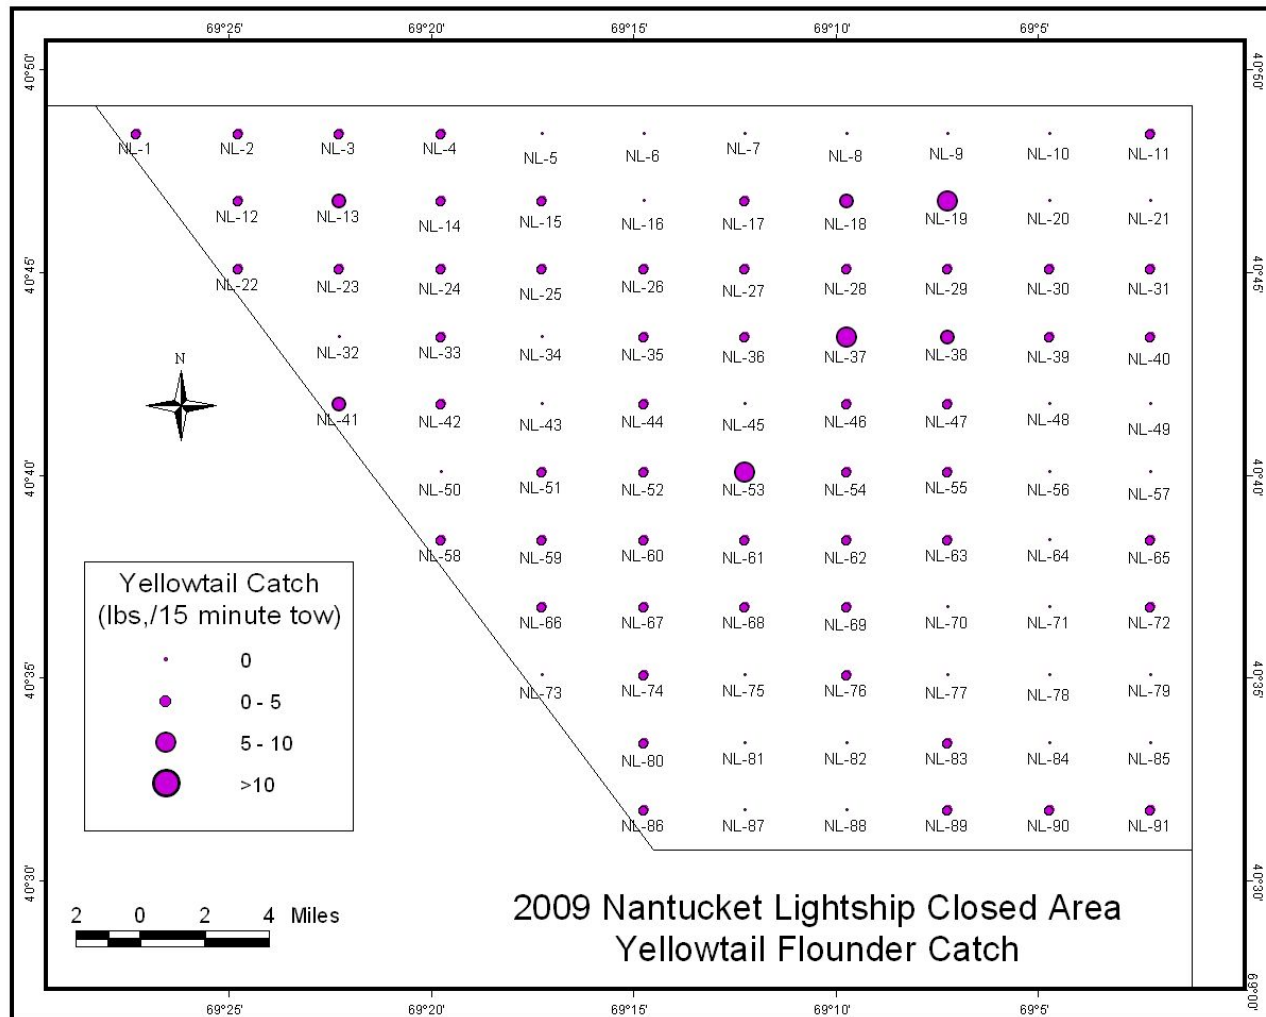 69°25' 69°20' 69°15' 69°10' 69°5'
40°50' 40°50'
NL-1 NL-2 NL-3 NL-4 NL-5 NL-6 NL-7 NL-8 NL-9 NL-10 NL-11
NL-12 NL-13 NL-14 NL-15 NL-16 NL-17 NL-18 NL-19 NL-20 NL-21
40°45' 40°45'
NL-22 NL-23 NL-24 NL-25 NL-26 NL-27 NL-28 NL-29 NL-30 NL-31
NL-32 NL-33 NL-34 NL-35 NL-36 NL-37 NL-38 NL-39 NL-40
N
NL-41 NL-42 NL-43 NL-44 NL-45 NL-46 NL-47 NL-48 NL-49
40°40' 40°40'
NL-50 NL-51 NL-52 NL-53 NL-54 NL-55 NL-56 NL-57
NL-58 NL-59 NL-60 NL-61 NL-62 NL-63 NL-64 NL-65
NL-66 NL-67 NL-68 NL-69 NL-70 NL-71 NL-72
40°35' 40°35'
NL-73 NL-74 NL-75 NL-76 NL-77 NL-78 NL-79
NL-80 NL-81 NL-82 NL-83 NL-84 NL-85
NL-86 NL-87 NL-88 NL-89 NL-90 NL-91
Yellowtail Catch
(lbs,/15 minute tow)
0
0 - 5
5 - 10
>10
40°30' 40°30'
2 0 2 4 Miles
2009 Nantucket Lightship Closed Area
Yellowtail Flounder Catch
69°00'
69°25' 69°20' 69°15' 69°10' 69°5'